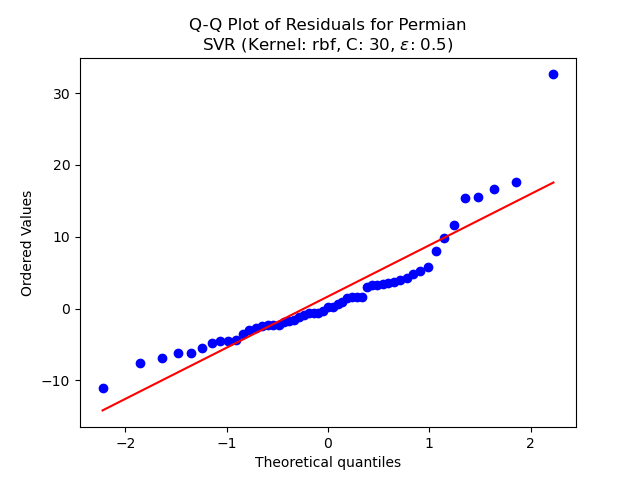 Q-Q Plot of Residuals for Permian
SVR (Kernel: rbf, C: 30, ε: 0.5)
Ordered Values
30
20
10
0
−10
−2
−1
0
1
2
Theoretical quantiles